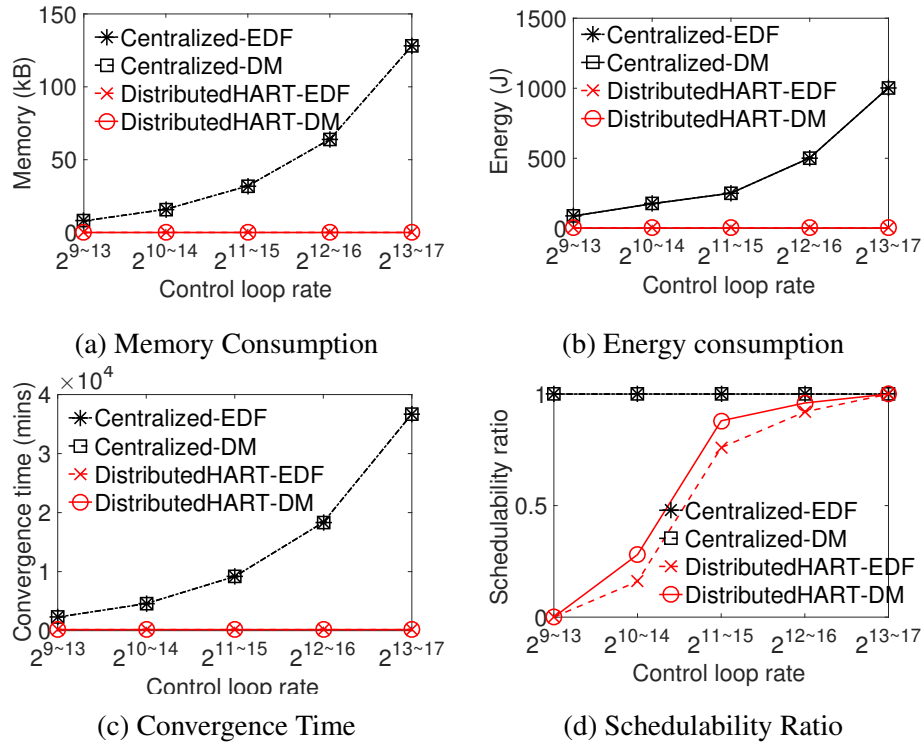 150
100
50
0
Memory (kB)
Centralized-EDF
Centralized-DM
DistributedHART-EDF
DistributedHART-DM
2^9~13 2^10~14 2^11~15 2^12~16 2^13~17
Control loop rate
(a) Memory Consumption
1500
1000
500
0
Energy (J)
Centralized-EDF
Centralized-DM
DistributedHART-EDF
DistributedHART-DM
2^9~13 2^10~14 2^11~15 2^12~16 2^13~17
Control loop rate
(b) Energy consumption
×10^4
4
2
0
Convergence time (mins)
Centralized-EDF
Centralized-DM
DistributedHART-EDF
DistributedHART-DM
2^9~13 2^10~14 2^11~15 2^12~16 2^13~17
Control loop rate
(c) Convergence Time
1
0.5
0
Schedulability ratio
Centralized-EDF
Centralized-DM
DistributedHART-EDF
DistributedHART-DM
2^9~13 2^10~14 2^11~15 2^12~16 2^13~17
Control loop rate
(d) Schedulability Ratio